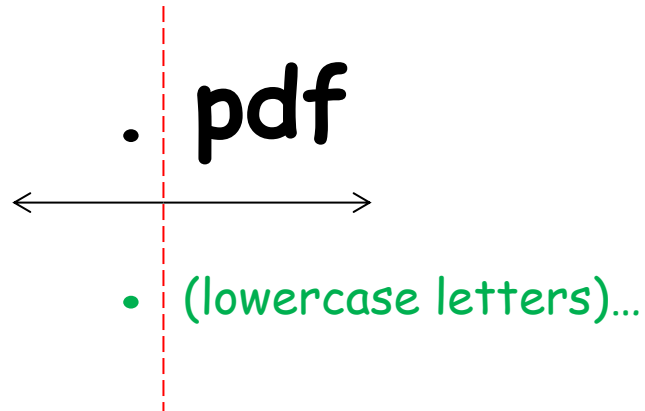 . pdf
. (lowercase letters)...